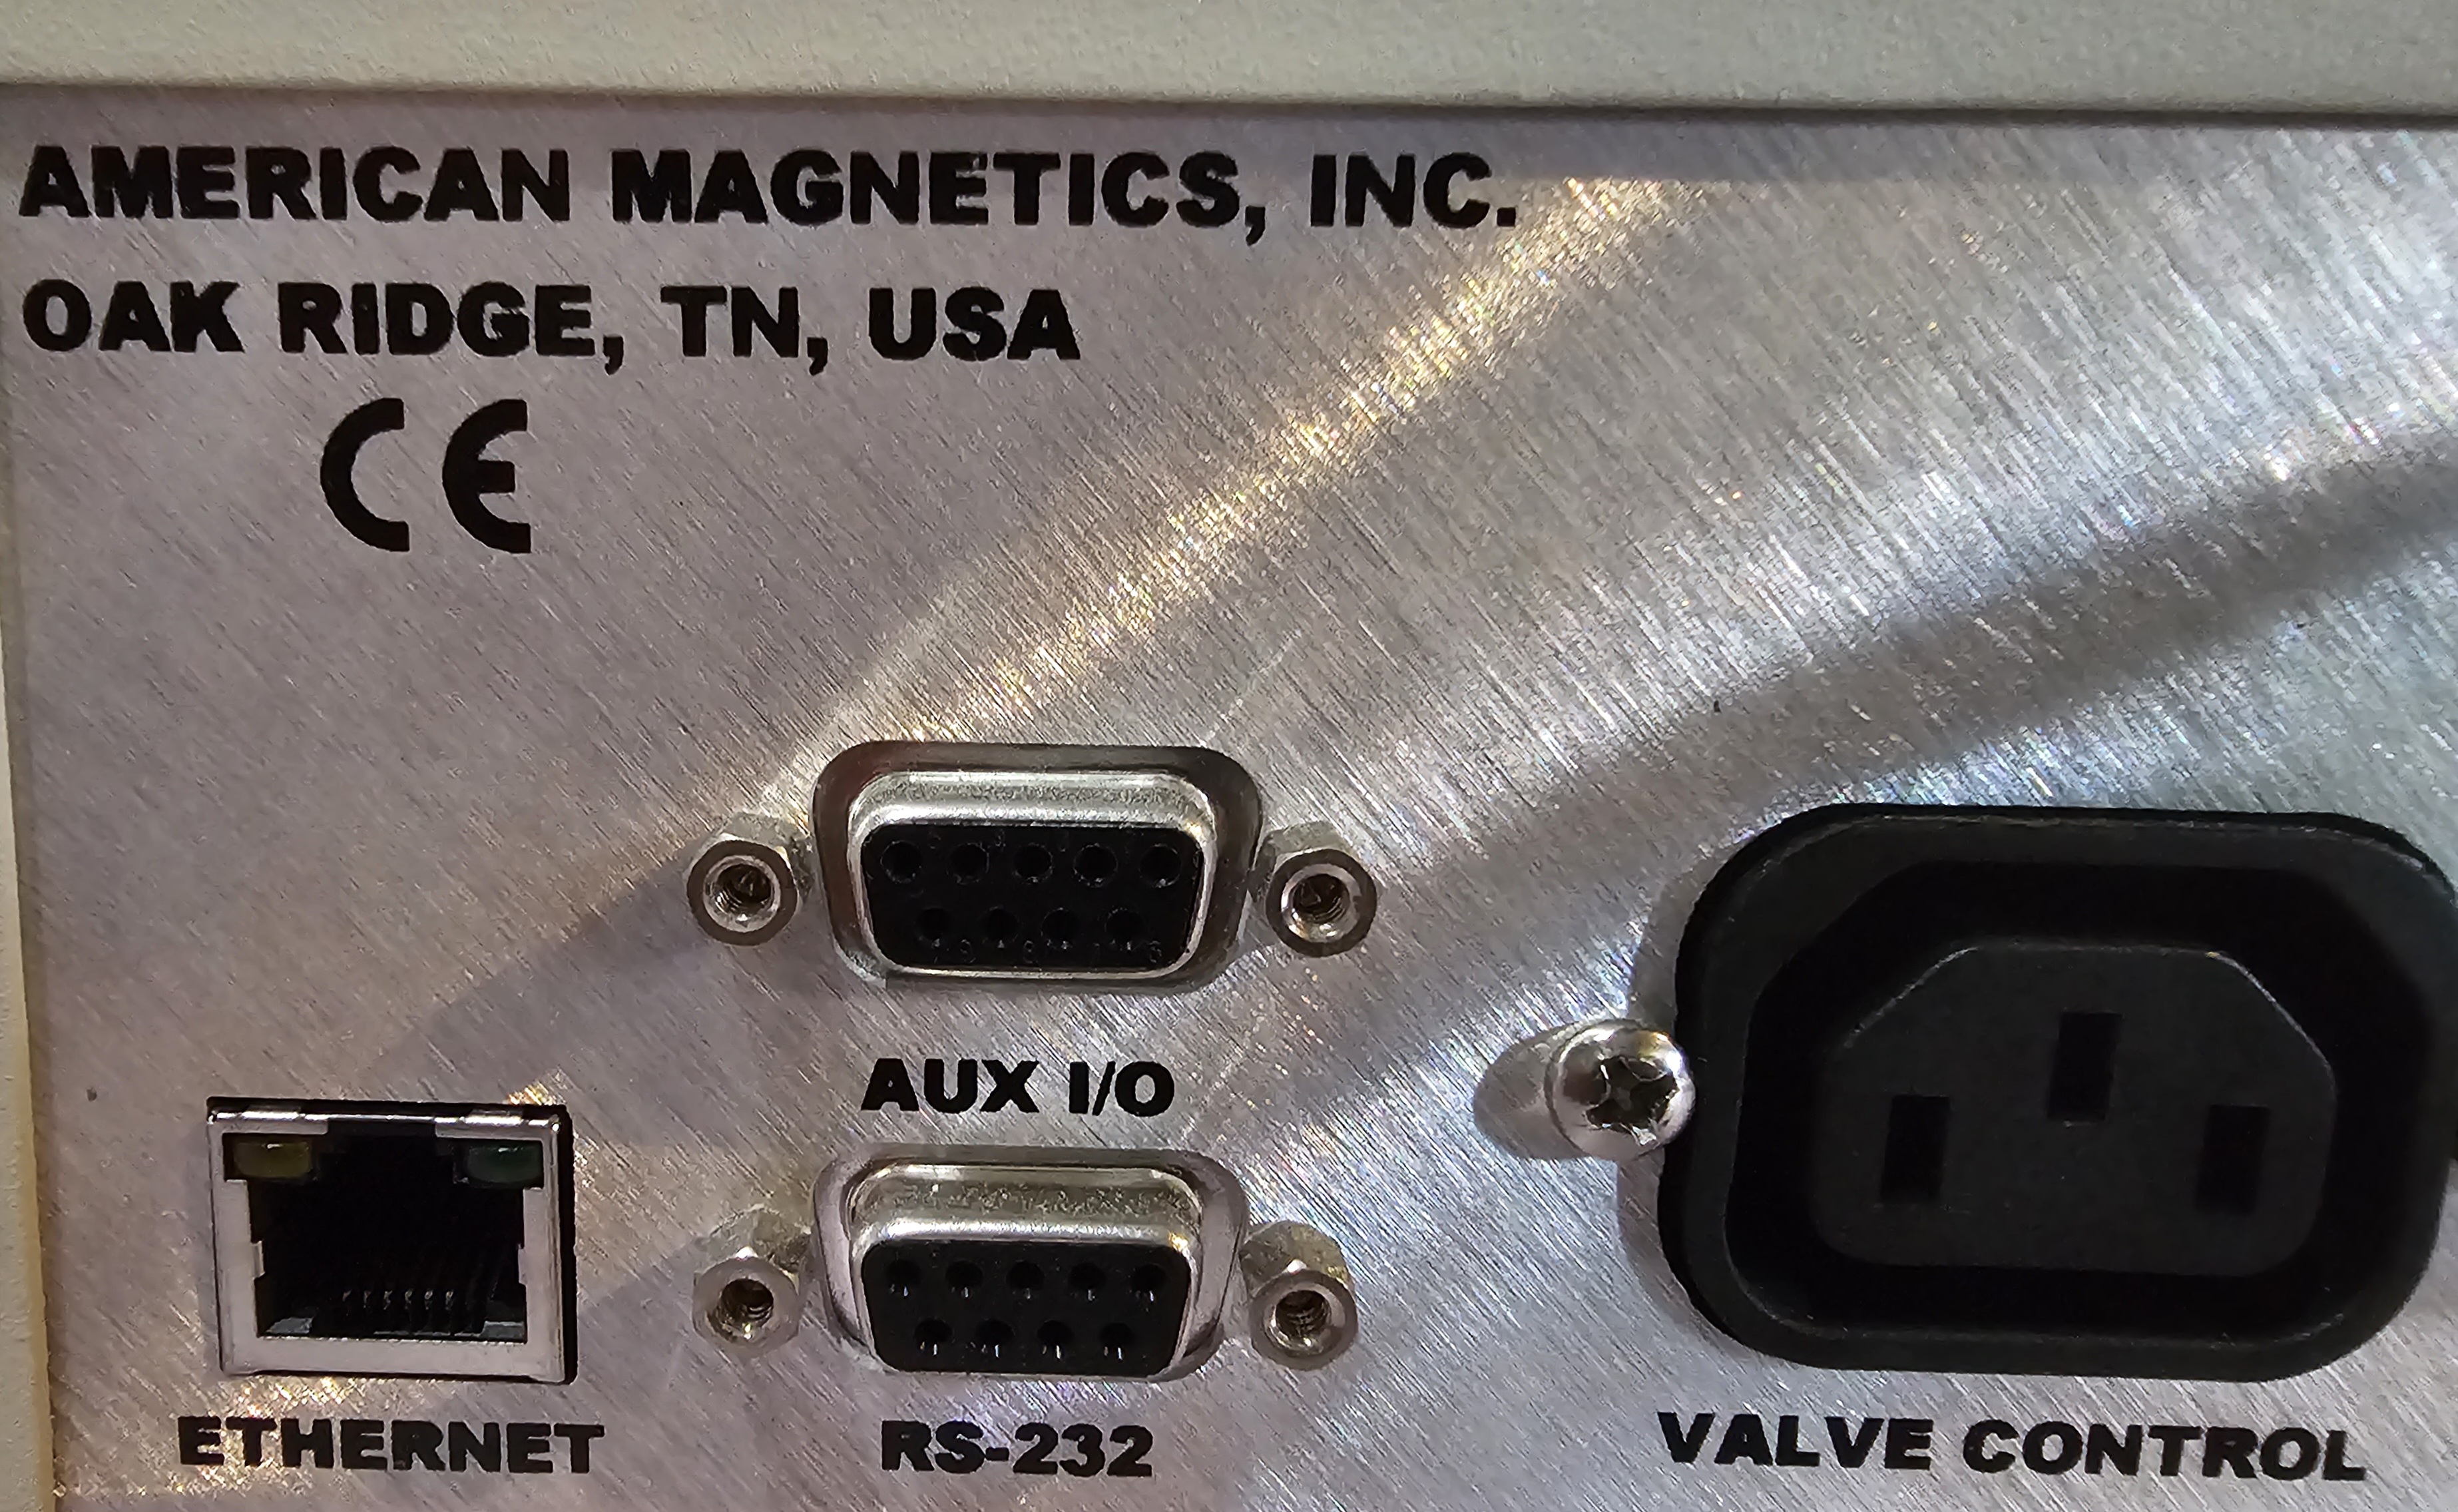 AMERICAN MAGNETICS, INC.
OAK RIDGE, TN, USA
CE
AUX I/O
ETHERNET
RS-232
VALVE CONTROL